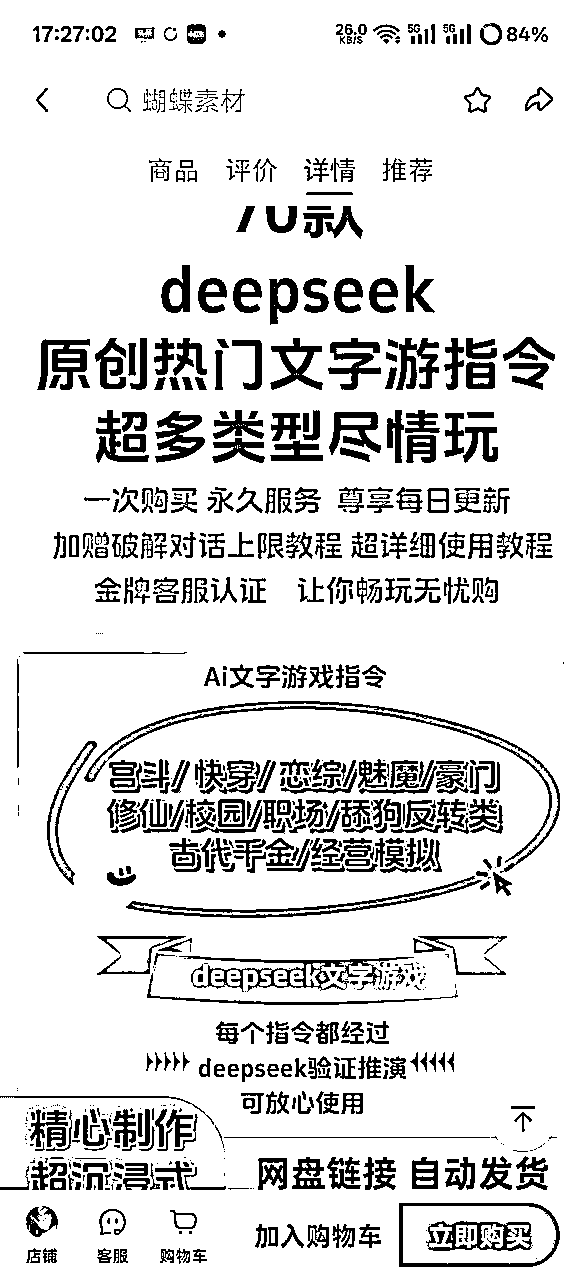 17:27:02 26.0 KB/S 5G 5G 84%
蝴蝶素材
商品 评价 详情 推荐
款
deepseek
原创热门文字游指令
超多类型尽情玩
一次购买 永久服务 尊享每日更新
加赠破解对话上限教程 超详细使用教程
金牌客服认证 让你畅玩无忧购
Ai文字游戏指令
宫斗/快穿/恋综/魅魔/豪门
修仙/校园/职场/舔狗反转类
古代千金/经营模拟
deepseek文字游戏
每个指令都经过
deepseek验证推演
可放心使用
精心制作
超沉浸式
网盘链接 自动发货
店铺 客服 购物车 加入购物车 立即购买